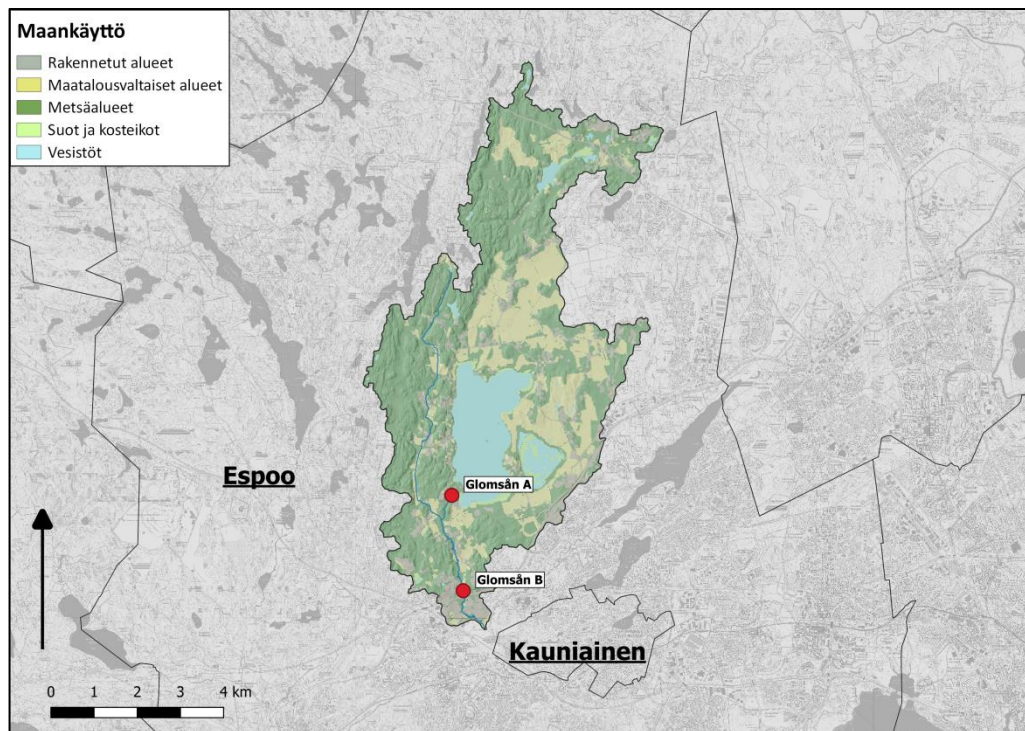 Maankäyttö
Rakennetut alueet
Maatalousvaltaiset alueet
Metsäalueet
Suot ja kosteikot
Vesistöt
Espoo
Glomsån A
Glomsån B
Kauniainen
0 1 2 3 4 km